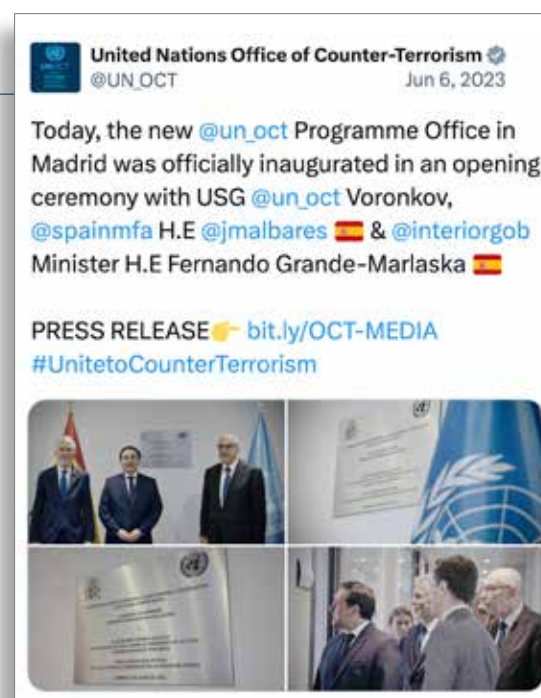 United Nations Office of Counter-Terrorism
@UN_OCT Jun 6, 2023
Today, the new @un_oct Programme Office in
Madrid was officially inaugurated in an opening
ceremony with USG @un_oct Voronkov,
@spainmfa H.E @jmalbares 🇪🇸 & @interiorgob
Minister H.E Fernando Grande-Marlaska 🇪🇸
PRESS RELEASE👉 bit.ly/OCT-MEDIA
#UnitetoCounterTerrorism